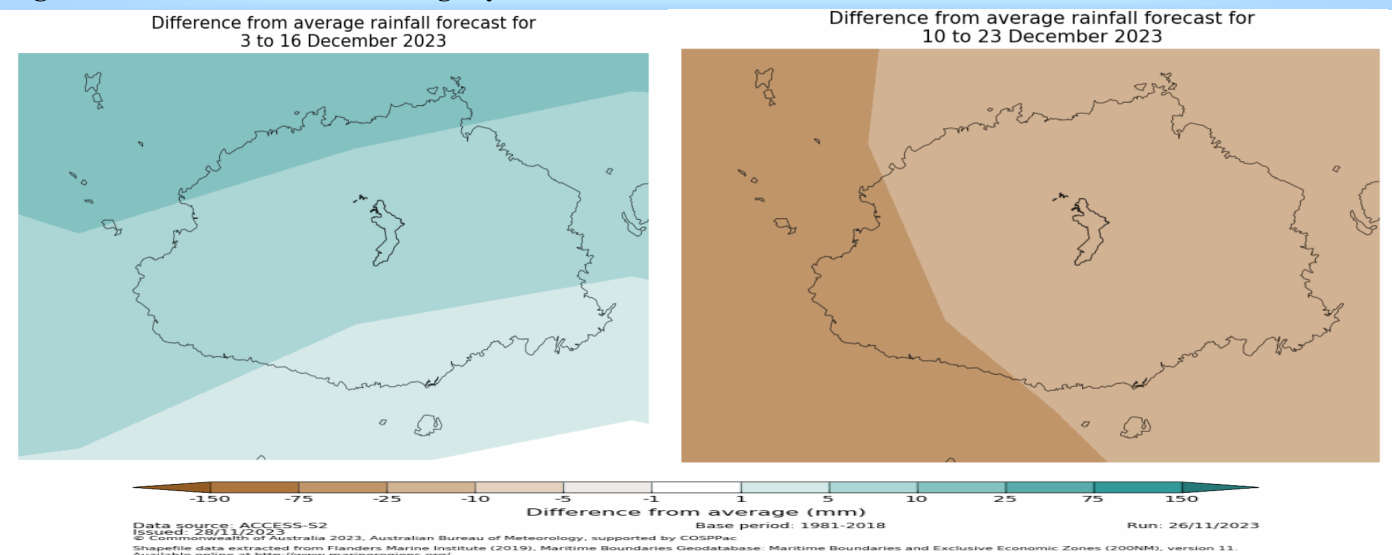 Difference from average rainfall forecast for
3 to 16 December 2023
Difference from average rainfall forecast for
10 to 23 December 2023
-150 -75 -25 -10 -5 -1 1 5 10 25 75 150
Difference from average (mm)
Data source: ACCESS-S2 Base period: 1981-2018 Run: 26/11/2023
Issued: 28/11/2023
© Commonwealth of Australia 2023, Australian Bureau of Meteorology, supported by COSPPac
Shapefile data extracted from Flanders Marine Institute (2019), Maritime Boundaries Geodatabase: Maritime Boundaries and Exclusive Economic Zones (200NM), version 11.